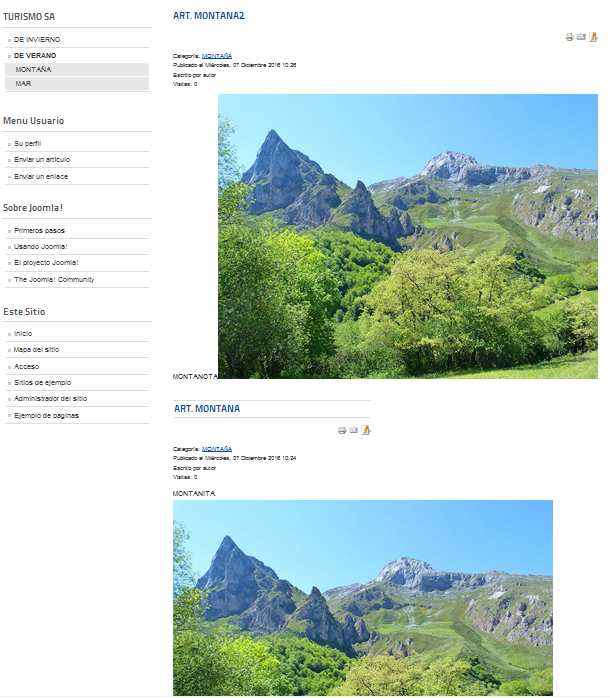 TURISMO SA
DE INVIERNO
DE VERANO
MONTAÑA
MAR
Menu Usuario
Su perfil
Enviar un artículo
Enviar un enlace
Sobre Joomla!
Primeros pasos
Usando Joomla!
El proyecto Joomla!
The Joomla! Community
Este Sitio
Inicio
Mapa del sitio
Acceso
Sitios de ejemplo
Administrador del sitio
Ejemplo de paginas
ART. MONTANA2
Categoría: MONTAÑA
Publicado el Miércoles, 07 Diciembre 2016 10:26
Escrito por autor
Visitas: 0
MONTANOTA
ART. MONTANA
Categoría: MONTAÑA
Publicado el Miércoles, 07 Diciembre 2016 10:24
Escrito por autor
Visitas: 0
MONTANITA